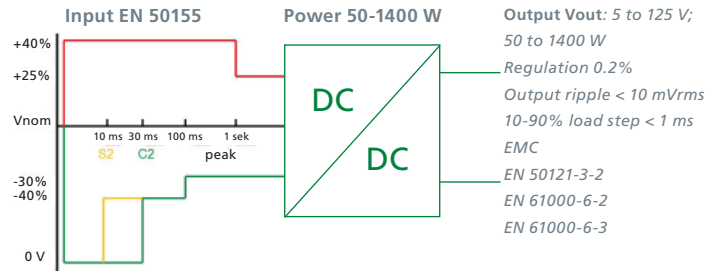 Input EN 50155
Power 50-1400 W
Output Vout: 5 to 125 V;
50 to 1400 W
Regulation 0.2%
Output ripple < 10 mVrms
10-90% load step < 1 ms
EMC
EN 50121-3-2
EN 61000-6-2
EN 61000-6-3
+40%
+25%
Vnom
10 ms 30 ms 100 ms 1 sek
S2 C2 peak
-30%
-40%
0 V
DC
DC